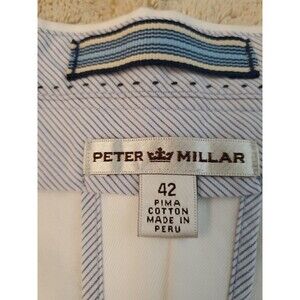 PETER MILLAR
42
PIMA
COTTON
MADE IN
PERU